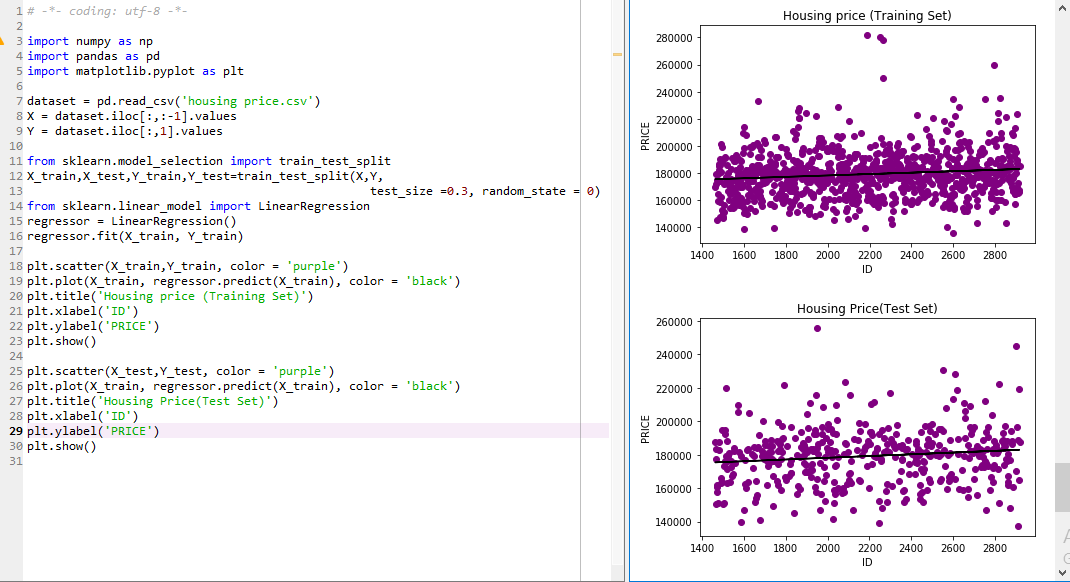 1 # -*- coding: utf-8 -*-
2
3 import numpy as np
4 import pandas as pd
5 import matplotlib.pyplot as plt
6
7 dataset = pd.read_csv('housing price.csv')
8 X = dataset.iloc[:,:-1].values
9 Y = dataset.iloc[:,1].values
10
11 from sklearn.model_selection import train_test_split
12 X_train,X_test,Y_train,Y_test=train_test_split(X,Y,
13 test_size =0.3, random_state = 0)
14 from sklearn.linear_model import LinearRegression
15 regressor = LinearRegression()
16 regressor.fit(X_train, Y_train)
17
18 plt.scatter(X_train,Y_train, color = 'purple')
19 plt.plot(X_train, regressor.predict(X_train), color = 'black')
20 plt.title('Housing price (Training Set)')
21 plt.xlabel('ID')
22 plt.ylabel('PRICE')
23 plt.show()
24
25 plt.scatter(X_test,Y_test, color = 'purple')
26 plt.plot(X_train, regressor.predict(X_train), color = 'black')
27 plt.title('Housing Price(Test Set)')
28 plt.xlabel('ID')
29 plt.ylabel('PRICE')
30 plt.show()
31
Housing price (Training Set)
PRICE
280000
260000
240000
220000
200000
180000
160000
140000
1400 1600 1800 2000 2200 2400 2600 2800
ID
Housing Price(Test Set)
PRICE
260000
240000
220000
200000
180000
160000
140000
1400 1600 1800 2000 2200 2400 2600 2800
ID